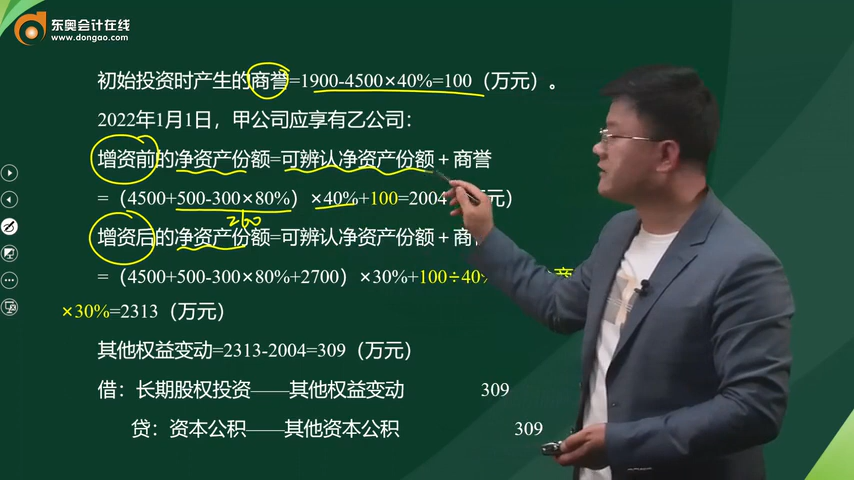 东奥会计在线
www.dongao.com
初始投资时产生的商誉=1900-4500×40%=100（万元）。
2022年1月1日，甲公司应享有乙公司：
增资前的净资产份额=可辨认净资产份额＋商誉
=（4500+500-300×80%）×40%+100=2004 万元）
260
增资后的净资产份额=可辨认净资产份额＋商
=（4500+500-300×80%+2700）×30%+100÷40%
×30%=2313（万元）
其他权益变动=2313-2004=309（万元）
借：长期股权投资——其他权益变动 309
贷：资本公积——其他资本公积 309